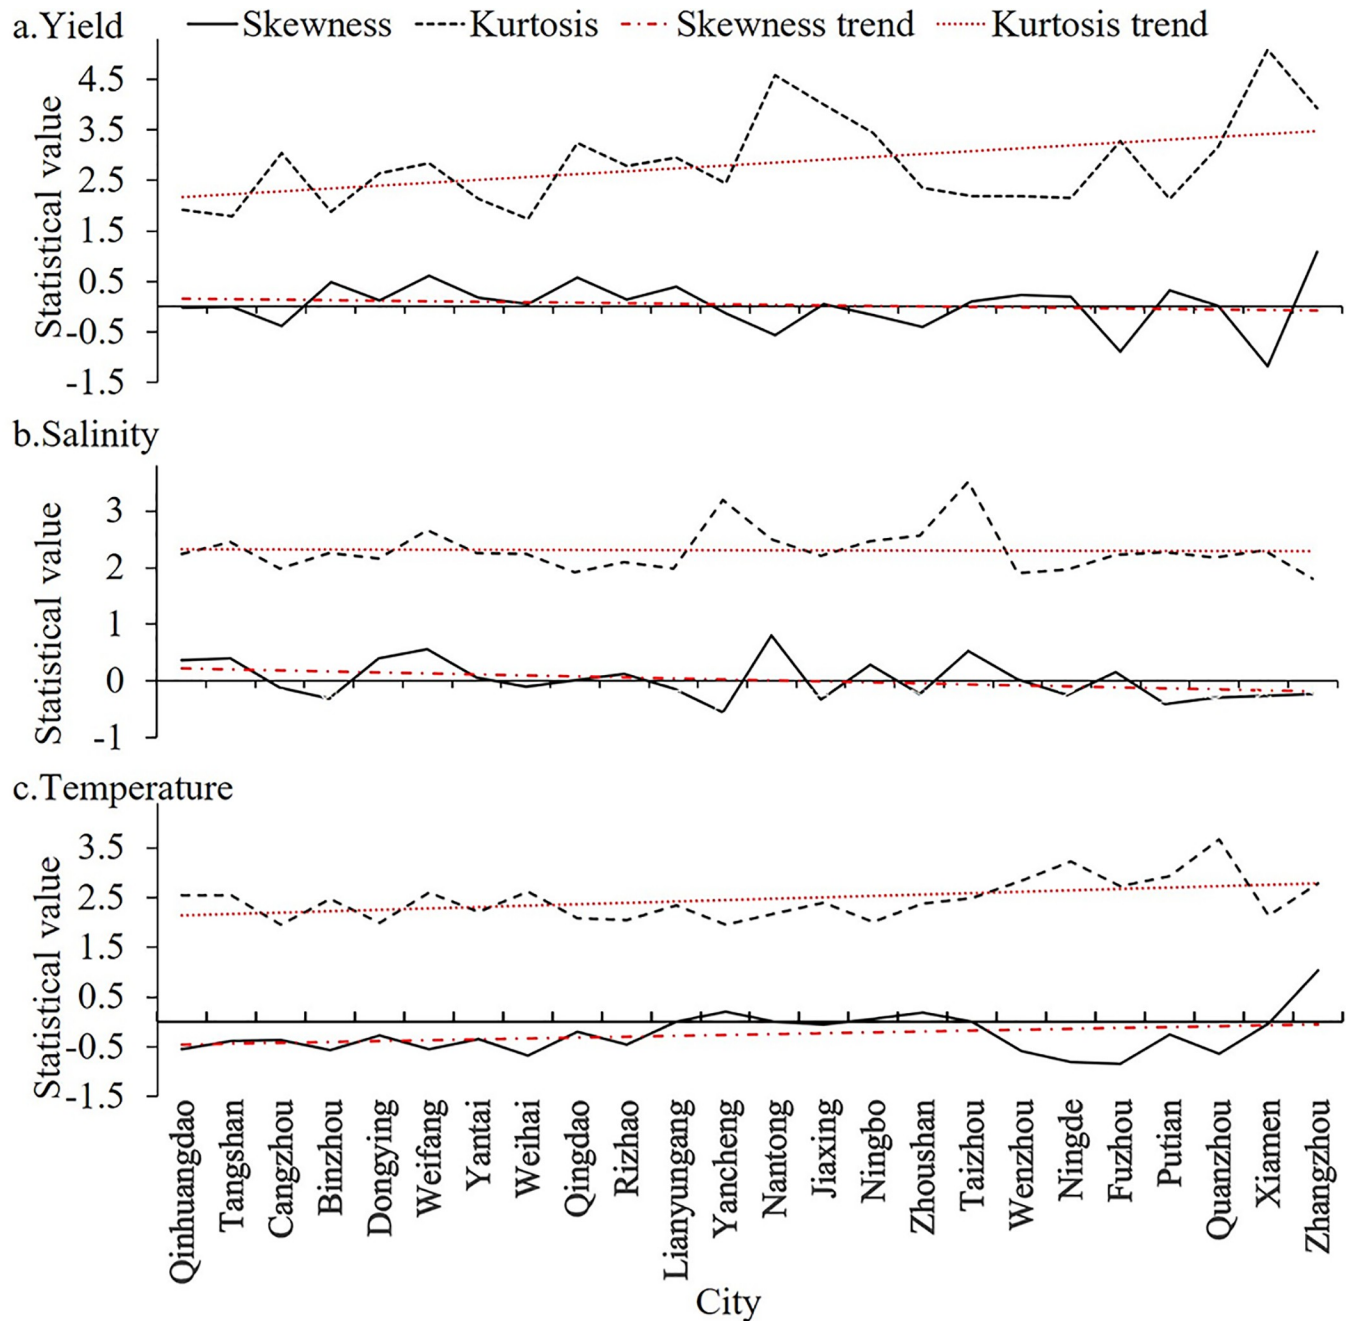 a.Yield Skewness Kurtosis Skewness trend Kurtosis trend
Statistical value
4.5
3.5
2.5
1.5
0.5
-0.5
-1.5
b.Salinity
Statistical value
3
2
1
0
-1
c.Temperature
Statistical value
3.5
2.5
1.5
0.5
-0.5
-1.5
Qinhuangdao
Tangshan
Cangzhou
Binzhou
Dongying
Weifang
Yantai
Weihai
Qingdao
Rizhao
Lianyungang
Yancheng
Nantong
Jiaxing
Ningbo
Zhoushan
Taizhou
Wenzhou
Ningde
Fuzhou
Putian
Quanzhou
Xiamen
Zhangzhou
City